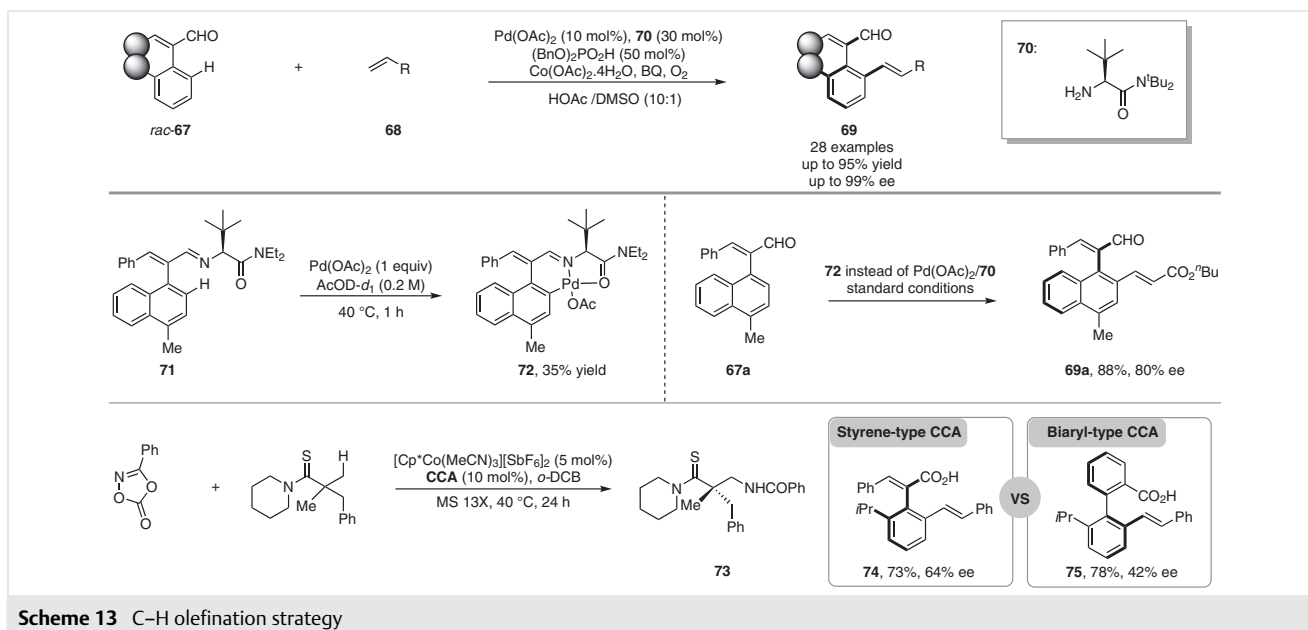 CHO
H
rac-67
+
R
68
Pd(OAc)2 (10 mol%), 70 (30 mol%)
(BnO)2PO2H (50 mol%)
Co(OAc)2.4H2O, BQ, O2
HOAc /DMSO (10:1)
CHO
R
69
28 examples
up to 95% yield
up to 99% ee
70:
H2N
NtBu2
O
Ph
N
NEt2
O
H
Me
71
Pd(OAc)2 (1 equiv)
AcOD-d1 (0.2 M)
40 °C, 1 h
Ph
N
NEt2
O
Pd
OAc
Me
72, 35% yield
Ph
CHO
Me
67a
72 instead of Pd(OAc)2/70
standard conditions
Ph
CHO
CO2nBu
Me
69a, 88%, 80% ee
Ph
N
O
O
O
+
S
H
N
Me
Ph
[Cp*Co(MeCN)3][SbF6]2 (5 mol%)
CCA (10 mol%), o-DCB
MS 13X, 40 °C, 24 h
S
N
NHCOPh
Me
Ph
73
Styrene-type CCA
Ph
CO2H
iPr
Ph
74, 73%, 64% ee
VS
Biaryl-type CCA
CO2H
iPr
Ph
75, 78%, 42% ee
Scheme 13 C–H olefination strategy